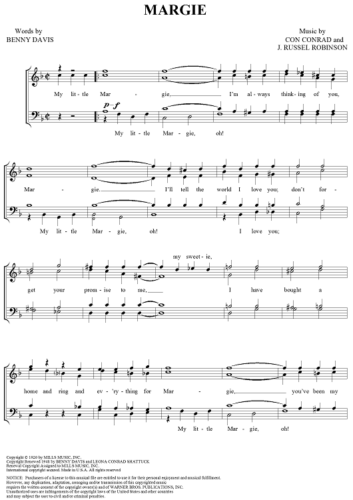 MARGIE
Words by
BENNY DAVIS
Music by
CON CONRAD and
J. RUSSEL ROBINSON
My lit - tle Mar - gie, I'm al - ways think - ing of you,
p - f
My lit - tle Mar - gie, oh!
Mar - gie. I'll tell the world I love you; don't for-
My lit - tle Mar - gie, oh! I love you,
my sweet-ie,
get your prom - ise to me, I have bought a
home and ring and ev - 'ry - thing for Mar - gie, you've been my
Copyright © 1920 by MILLS MUSIC, INC.
Copyright Renewed 1948 by BENNY DAVIS and LEONA CONRAD SHATTUCK
Renewal Copyright Assigned to MILLS MUSIC, INC.
International copyright secured. Made in U.S.A. All rights reserved
NOTICE: Purchasers of a license to this musical file are entitled to use it for their personal enjoyment and musical fulfillment.
However, any duplication, adaptation, arranging and/or transmission of this copyrighted music
requires the written consent of the copyright owner(s) and of WARNER BROS. PUBLICATIONS, INC.
Unauthorized uses are infringements of the copyright laws of the United States and other countries
and may subject the user to civil and/or criminal penalties.